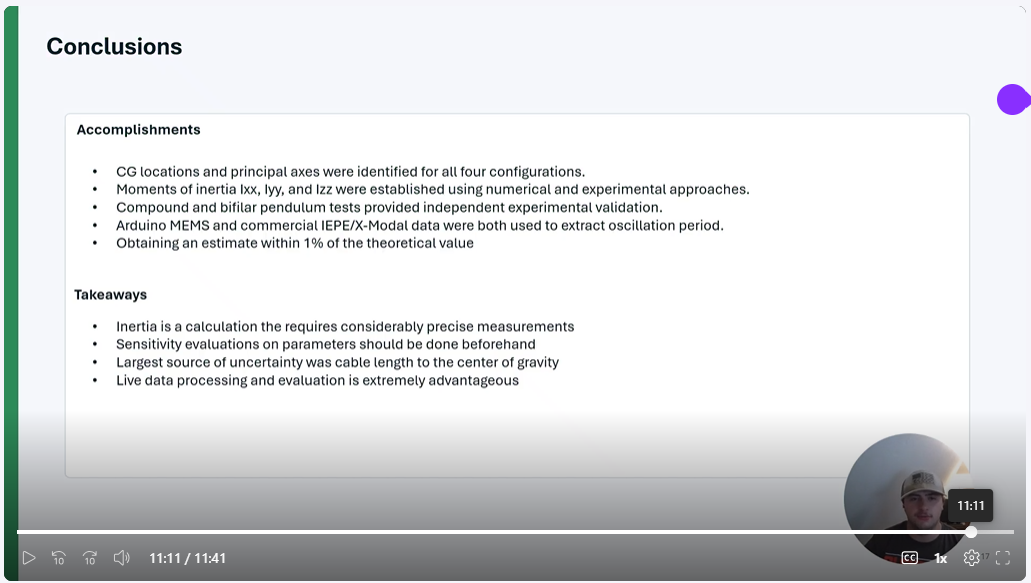 Conclusions
Accomplishments
• CG locations and principal axes were identified for all four configurations.
• Moments of inertia Ixx, Iyy, and Izz were established using numerical and experimental approaches.
• Compound and bifilar pendulum tests provided independent experimental validation.
• Arduino MEMS and commercial IEPE/X-Modal data were both used to extract oscillation period.
• Obtaining an estimate within 1% of the theoretical value
Takeaways
• Inertia is a calculation the requires considerably precise measurements
• Sensitivity evaluations on parameters should be done beforehand
• Largest source of uncertainty was cable length to the center of gravity
• Live data processing and evaluation is extremely advantageous
11:11
10 10 11:11 / 11:41 CC 1x 17